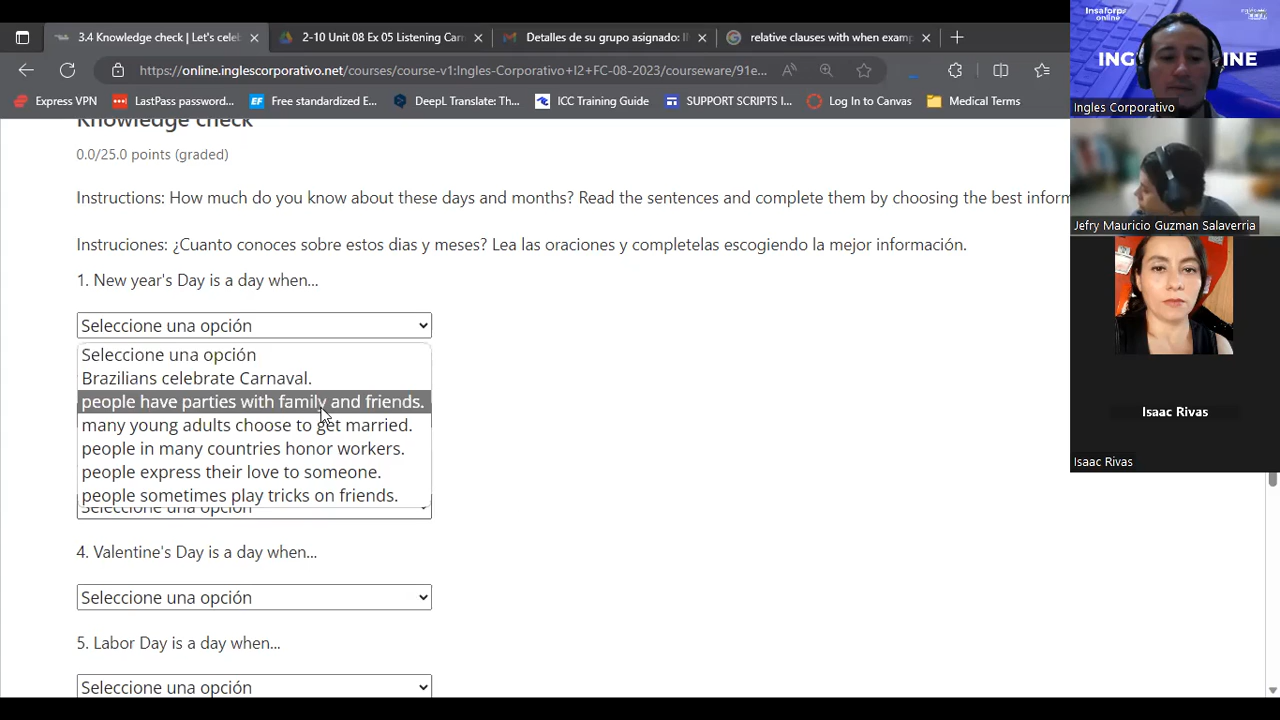 3.4 Knowledge check | Let's celeb
2-10 Unit 08 Ex 05 Listening Carr
Detalles de su grupo asignado: I
relative clauses with when examp
https://online.inglescorporativo.net/courses/course-v1:Ingles-Corporativo+I2+FC-08-2023/courseware/91e...
Express VPN
LastPass password...
Free standardized E...
DeepL Translate: Th...
ICC Training Guide
SUPPORT SCRIPTS I...
Log In to Canvas
Medical Terms
Knowledge check
0.0/25.0 points (graded)
Instructions: How much do you know about these days and months? Read the sentences and complete them by choosing the best inform
Instruciones: ¿Cuanto conoces sobre estos dias y meses? Lea las oraciones y completelas escogiendo la mejor información.
1. New year's Day is a day when...
Seleccione una opción
Seleccione una opción
Brazilians celebrate Carnaval.
people have parties with family and friends.
many young adults choose to get married.
people in many countries honor workers.
people express their love to someone.
people sometimes play tricks on friends.
Seleccione una opción
4. Valentine's Day is a day when...
Seleccione una opción
5. Labor Day is a day when...
Seleccione una opción
Insaforp
online
ING
INE
Ingles Corporativo
Jefry Mauricio Guzman Salaverria
Isaac Rivas
Isaac Rivas